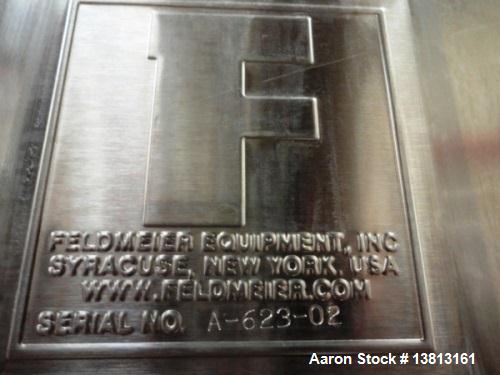 F
FELDMEIER EQUIPMENT, INC
SYRACUSE, NEW YORK, USA
WWW.FELDMEIER.COM
SERIAL NO. A-623-02
Aaron Stock # 13813161